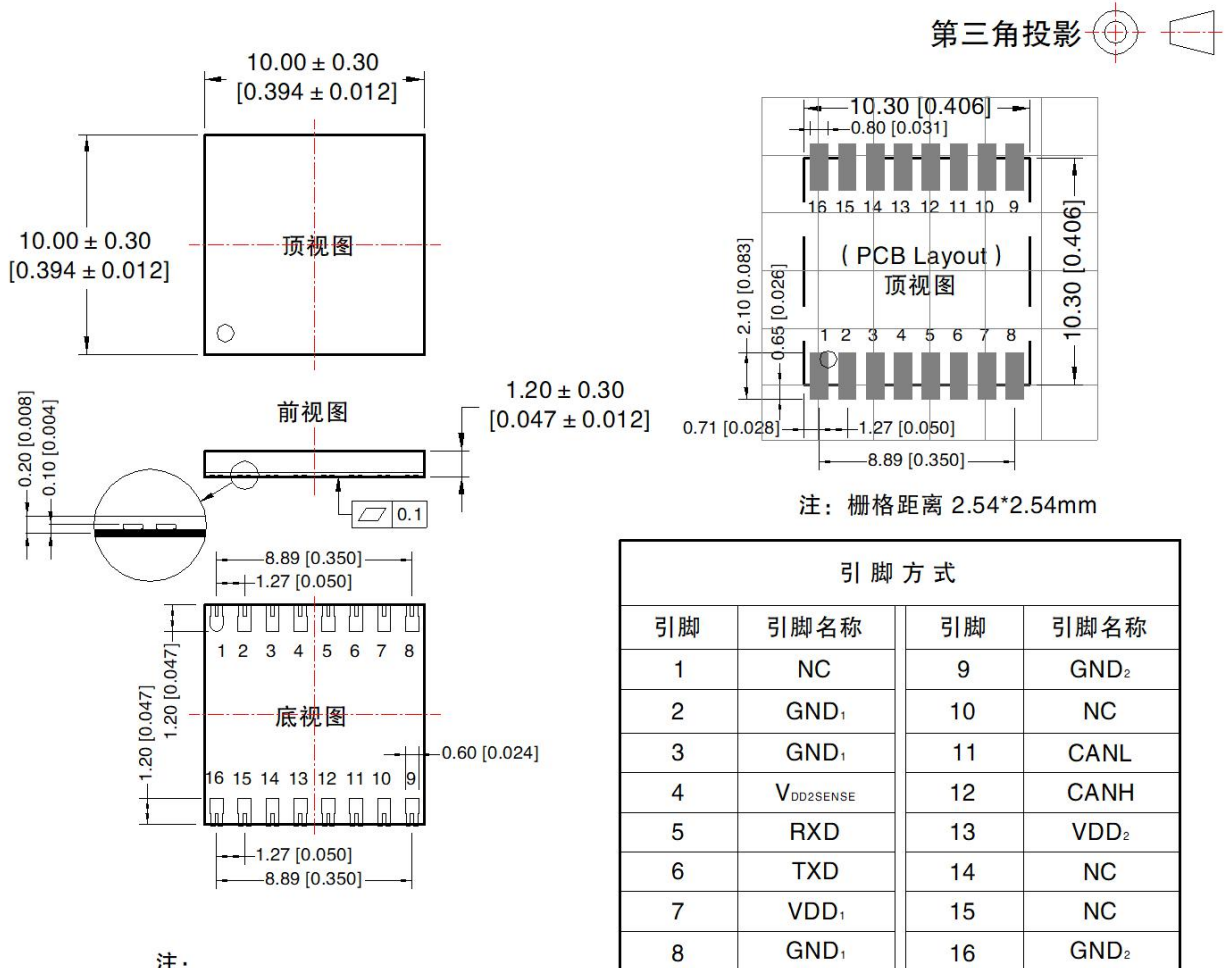 第三角投影
10.00 ± 0.30
[0.394 ± 0.012]
10.00 ± 0.30
[0.394 ± 0.012]
顶视图
10.30 [0.406]
0.80 [0.031]
16 15 14 13 12 11 10 9
( PCB Layout )
顶视图
10.30 [0.406]
2.10 [0.083]
0.65 [0.026]
1 2 3 4 5 6 7 8
0.71 [0.028]
1.27 [0.050]
8.89 [0.350]
注：栅格距离 2.54*2.54mm
前视图
1.20 ± 0.30
[0.047 ± 0.012]
0.20 [0.008]
0.10 [0.004]
0.1
8.89 [0.350]
1.27 [0.050]
1 2 3 4 5 6 7 8
1.20 [0.047]
1.20 [0.047]
底视图
0.60 [0.024]
16 15 14 13 12 11 10 9
1.27 [0.050]
8.89 [0.350]
注：
引脚方式
引脚 引脚名称 引脚 引脚名称
1 NC 9 GND₂
2 GND₁ 10 NC
3 GND₁ 11 CANL
4 VDD2SENSE 12 CANH
5 RXD 13 VDD₂
6 TXD 14 NC
7 VDD₁ 15 NC
8 GND₁ 16 GND₂